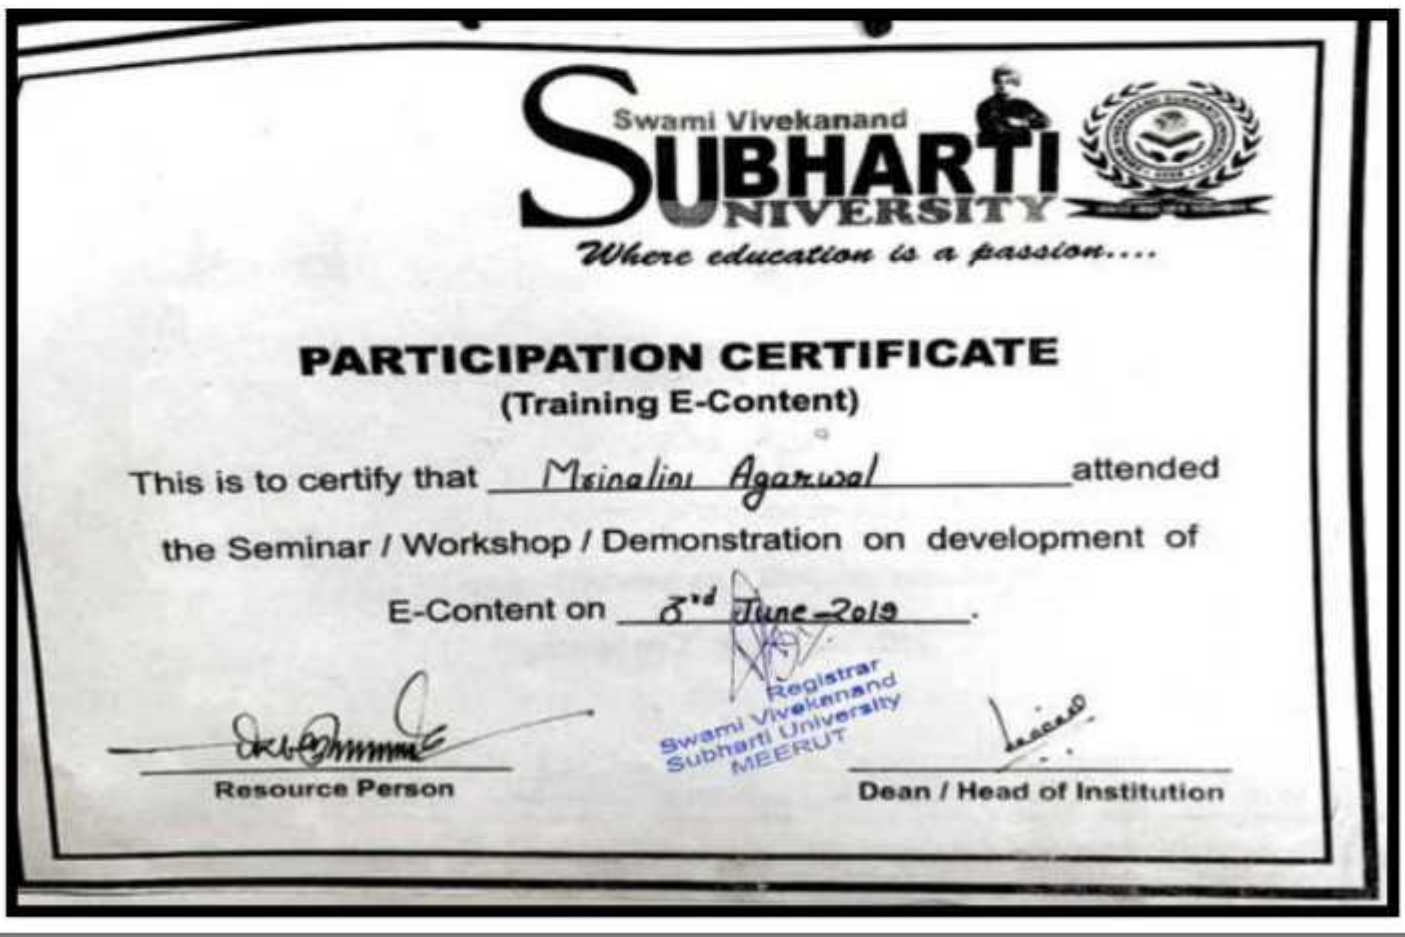 Swami Vivekanand
SUBHARTI
UNIVERSITY
Where education is a passion....
PARTICIPATION CERTIFICATE
(Training E-Content)
This is to certify that Mrinalini Agarwal attended
the Seminar / Workshop / Demonstration on development of
E-Content on 3rd June-2019.
Registrar
Swami Vivekanand
Subharti University
MEERUT
Resource Person
Dean / Head of Institution